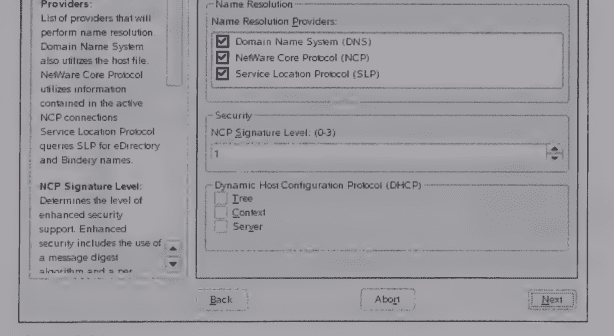 Providers:
List of providers that will
perform name resolution.
Domain Name System
also utilizes the host file.
NetWare Core Protocol
utilizes information
contained in the active
NCP connections
Service Location Protocol
queries SLP for eDirectory
and Bindery names.
NCP Signature Level:
Determines the level of
enhanced security
support. Enhanced
security includes the use of
a message digest
algorithm and a per
Name Resolution
Name Resolution Providers:
Domain Name System (DNS)
NetWare Core Protocol (NCP)
Service Location Protocol (SLP)
Security
NCP Signature Level: (0-3)
1
Dynamic Host Configuration Protocol (DHCP)
Tree
Context
Server
Back
Abort
Next